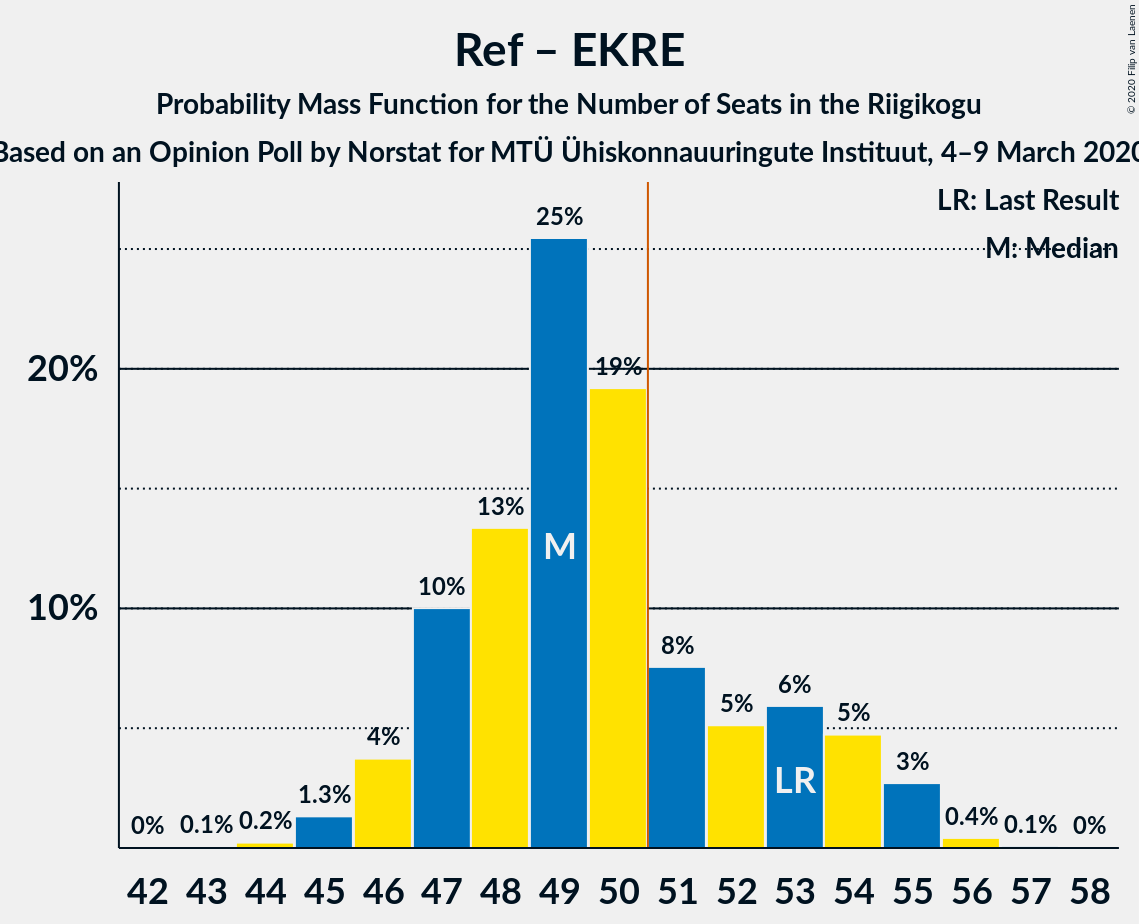 Ref – EKRE
Probability Mass Function for the Number of Seats in the Riigikogu
Based on an Opinion Poll by Norstat for MTÜ Ühiskonnauuringute Instituut, 4–9 March 2020
© 2020 Filip van Laenen
LR: Last Result
M: Median
20%
10%
0%
0.1%
0.2%
1.3%
4%
10%
13%
25%
19%
8%
5%
6%
5%
3%
0.4%
0.1%
0%
M
LR
42 43 44 45 46 47 48 49 50 51 52 53 54 55 56 57 58